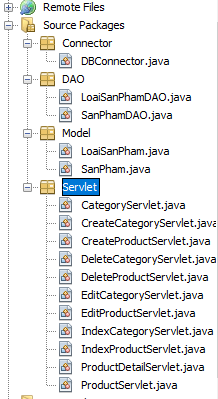 Remote Files
Source Packages
Connector
DBConnector.java
DAO
LoaiSanPhamDAO.java
SanPhamDAO.java
Model
LoaiSanPham.java
SanPham.java
Servlet
CategoryServlet.java
CreateCategoryServlet.java
CreateProductServlet.java
DeleteCategoryServlet.java
DeleteProductServlet.java
EditCategoryServlet.java
EditProductServlet.java
IndexCategoryServlet.java
IndexProductServlet.java
ProductDetailServlet.java
ProductServlet.java